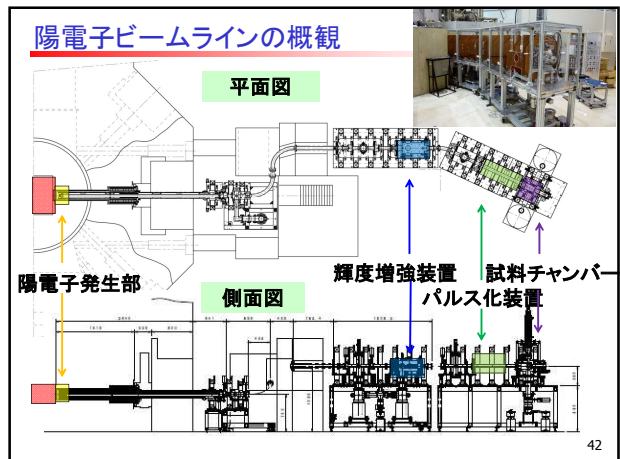 陽電子ビームラインの概観
平面図
陽電子発生部
輝度増強装置
試料チャンバー
パルス化装置
側面図
42